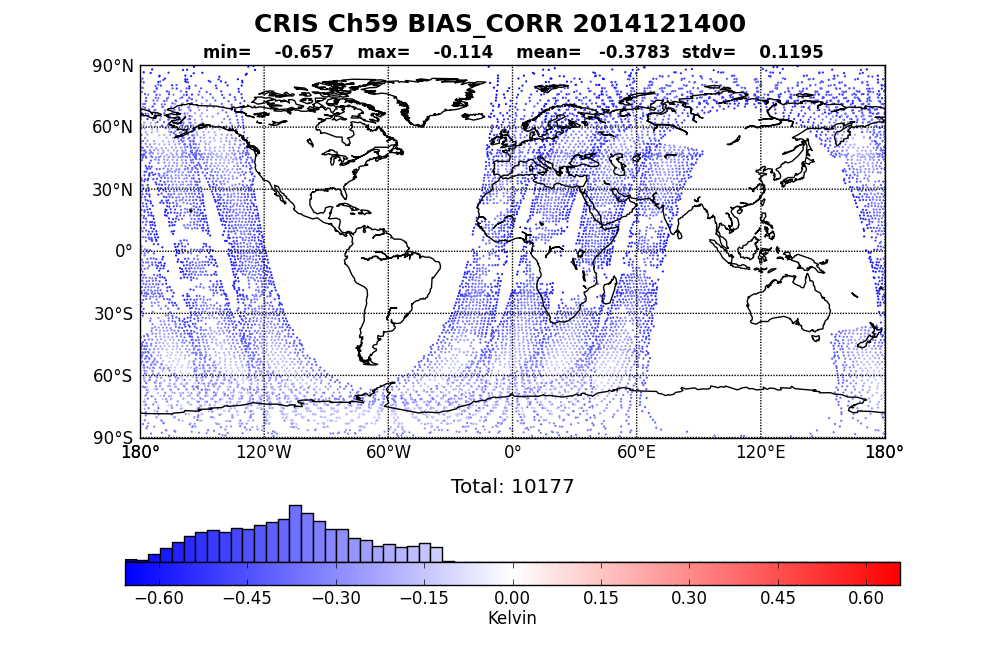 CRIS Ch59 BIAS_CORR 2014121400
min= -0.657 max= -0.114 mean= -0.3783 stdv= 0.1195
90°N
60°N
30°N
0°
30°S
60°S
90°S
180° 120°W 60°W 0° 60°E 120°E 180°
Total: 10177
−0.60 −0.45 −0.30 −0.15 0.00 0.15 0.30 0.45 0.60
Kelvin